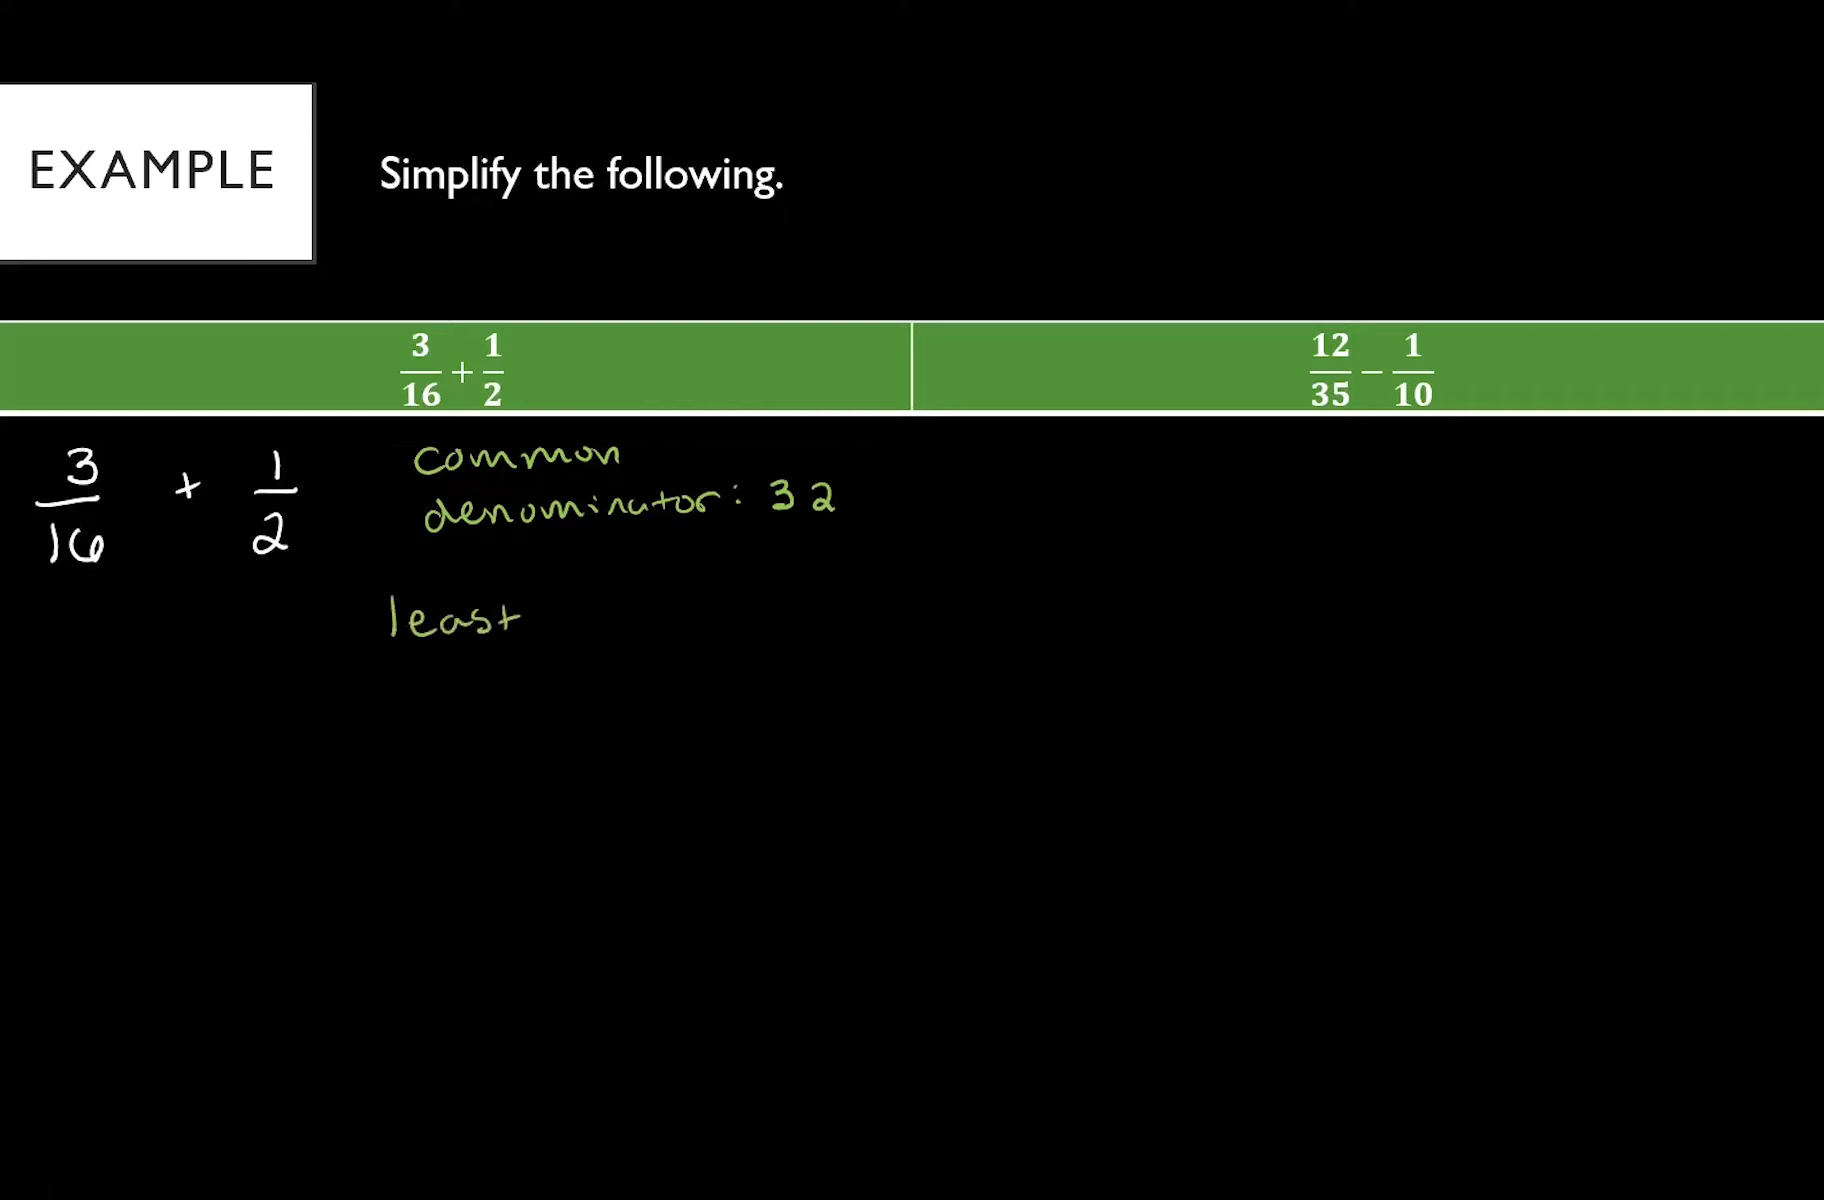 EXAMPLE
Simplify the following.
3/16 + 1/2
12/35 − 1/10
3/16 + 1/2
common
denominator: 32
least